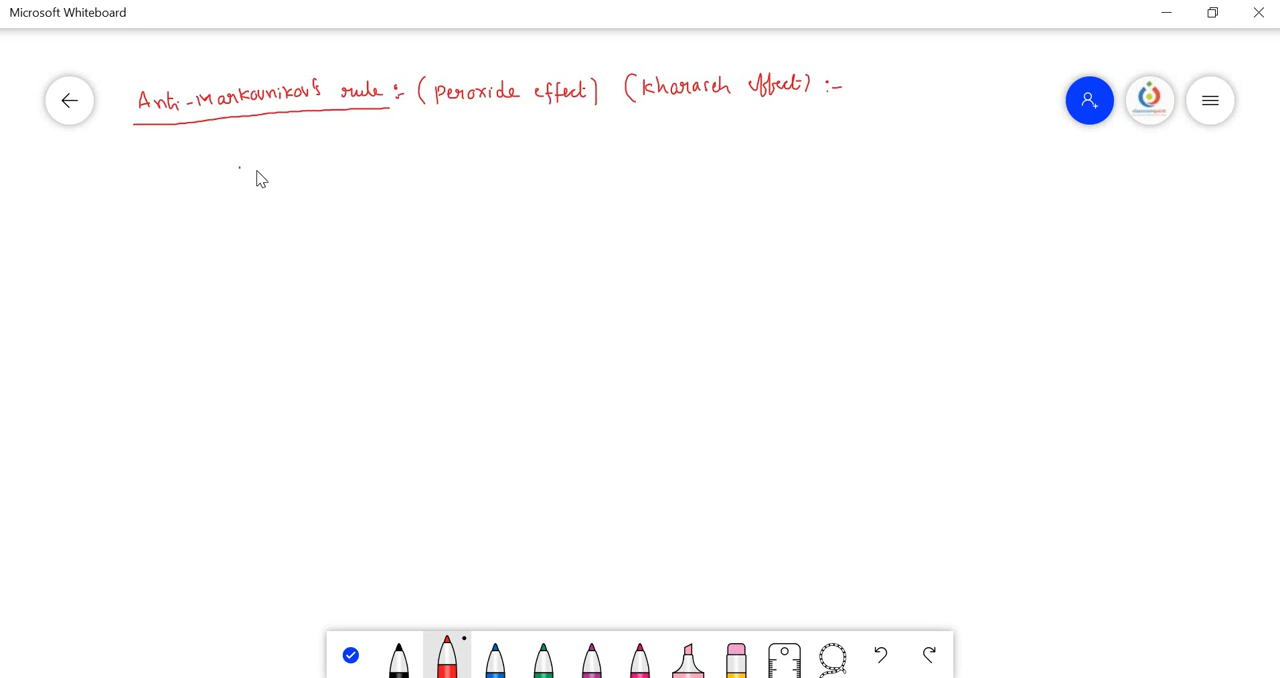 Microsoft Whiteboard
Anti-Markovnikov's rule :- (peroxide effect) (Kharasch effect) :-